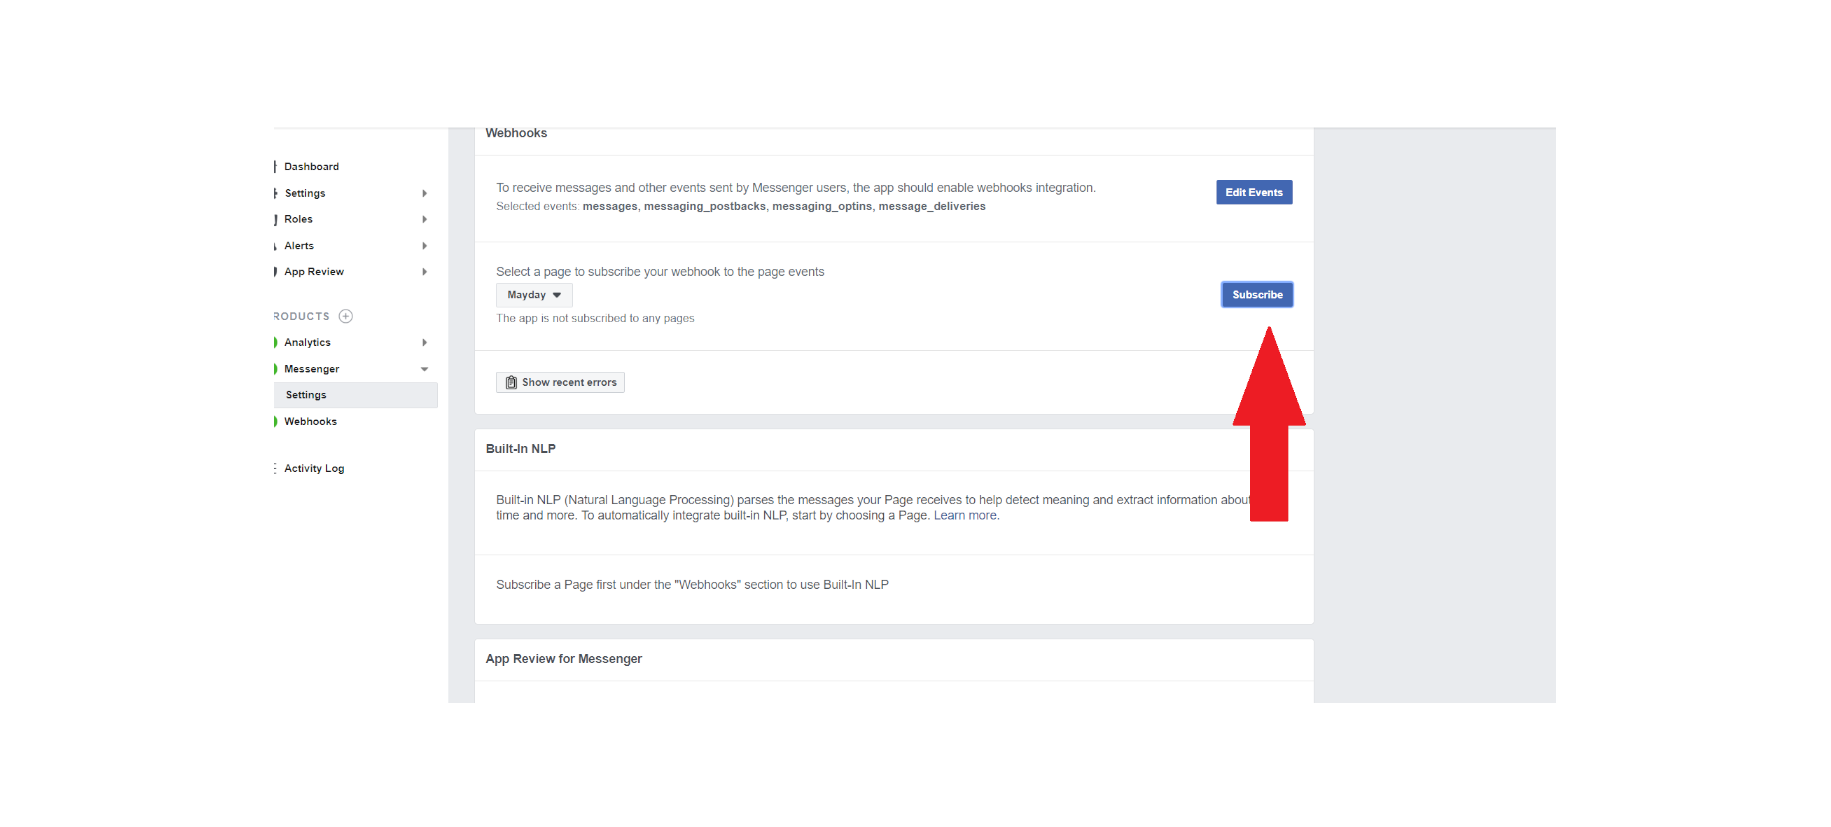 Webhooks
Dashboard
Settings
Roles
Alerts
App Review
RODUCTS
Analytics
Messenger
Settings
Webhooks
Activity Log
To receive messages and other events sent by Messenger users, the app should enable webhooks integration.
Edit Events
Selected events: messages, messaging_postbacks, messaging_optins, message_deliveries
Select a page to subscribe your webhook to the page events
Mayday
Subscribe
The app is not subscribed to any pages
Show recent errors
Built-In NLP
Built-in NLP (Natural Language Processing) parses the messages your Page receives to help detect meaning and extract information about
time and more. To automatically integrate built-in NLP, start by choosing a Page. Learn more.
Subscribe a Page first under the "Webhooks" section to use Built-In NLP
App Review for Messenger